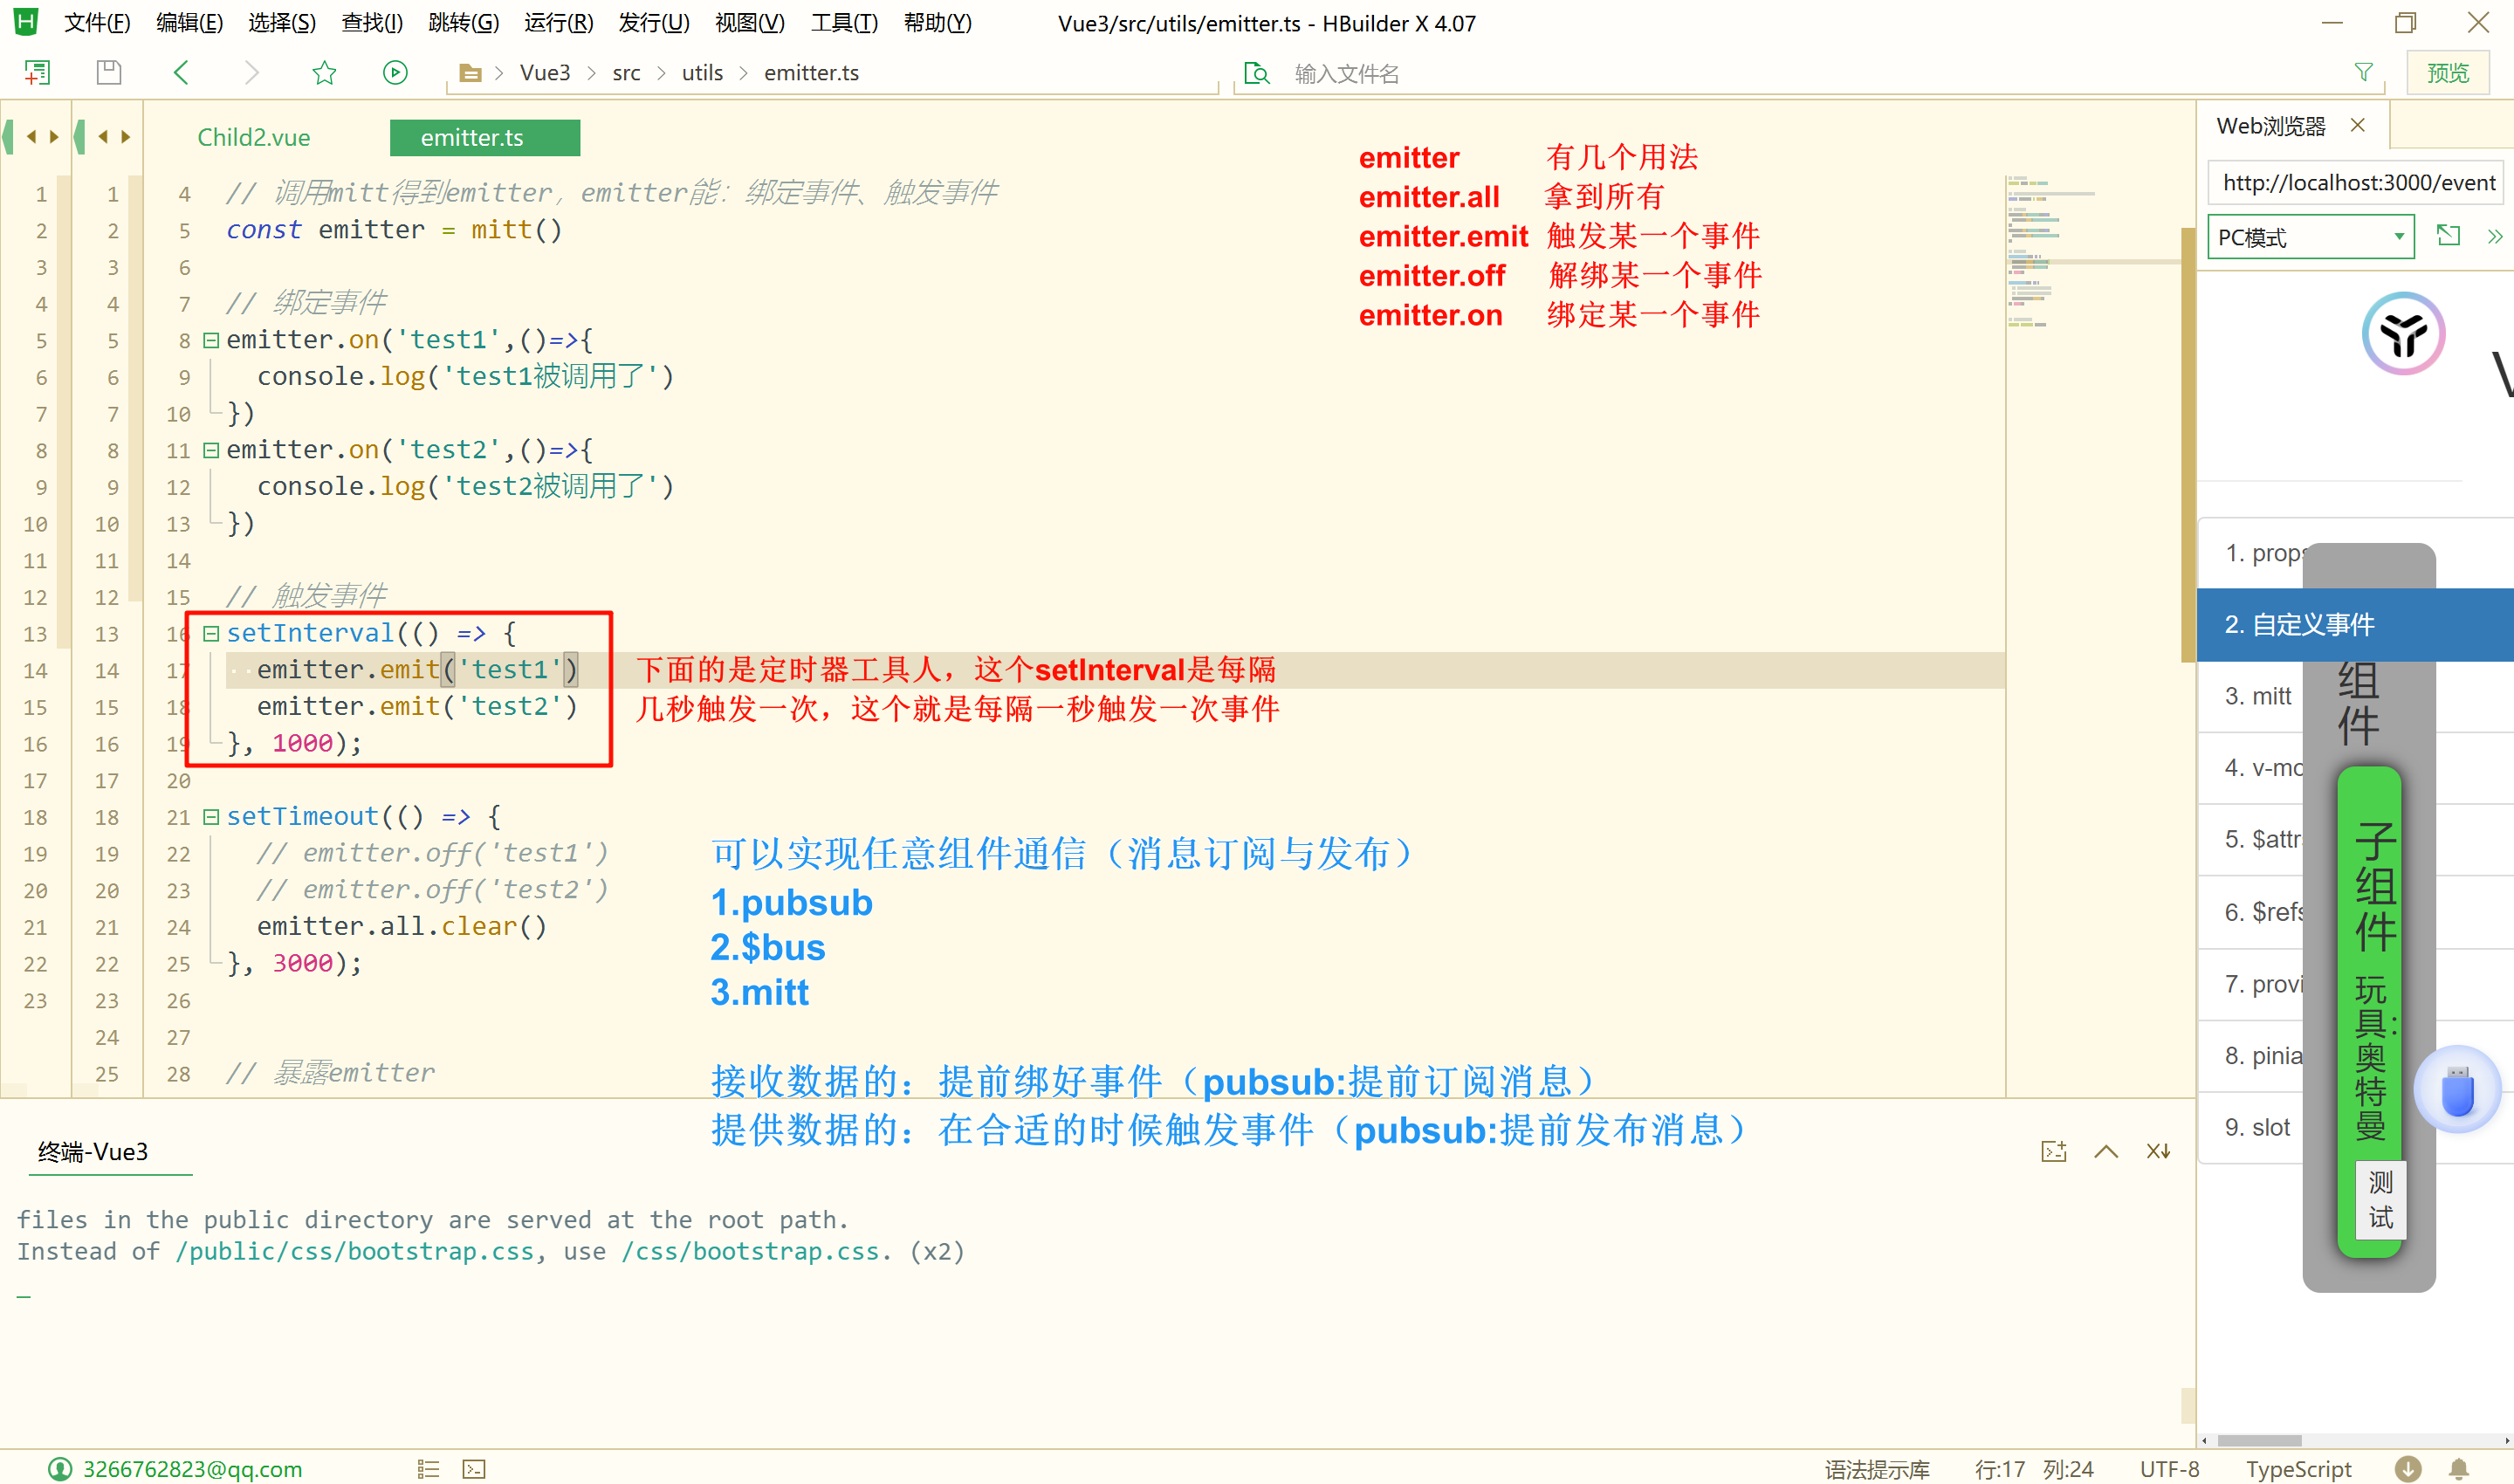 文件(F) 编辑(E) 选择(S) 查找(I) 跳转(G) 运行(R) 发行(U) 视图(V) 工具(T) 帮助(Y) Vue3/src/utils/emitter.ts - HBuilder X 4.07
Vue3 > src > utils > emitter.ts 输入文件名 预览
Child2.vue emitter.ts
4 // 调用mitt得到emitter，emitter能：绑定事件、触发事件
5 const emitter = mitt()
6
7 // 绑定事件
8 emitter.on('test1',()=>{
9 console.log('test1被调用了')
10 })
11 emitter.on('test2',()=>{
12 console.log('test2被调用了')
13 })
14
15 // 触发事件
16 setInterval(() => {
17 emitter.emit('test1')
18 emitter.emit('test2')
19 }, 1000);
20
21 setTimeout(() => {
22 // emitter.off('test1')
23 // emitter.off('test2')
24 emitter.all.clear()
25 }, 3000);
26
27
28 // 暴露emitter
emitter 有几个用法
emitter.all 拿到所有
emitter.emit 触发某一个事件
emitter.off 解绑某一个事件
emitter.on 绑定某一个事件
下面的是定时器工具人，这个setInterval是每隔
几秒触发一次，这个就是每隔一秒触发一次事件
可以实现任意组件通信（消息订阅与发布）
1.pubsub
2.$bus
3.mitt
接收数据的：提前绑好事件（pubsub:提前订阅消息）
提供数据的：在合适的时候触发事件（pubsub:提前发布消息）
Web浏览器
http://localhost:3000/event
PC模式
1. props
2. 自定义事件
3. mitt
4. v-mo
5. $attr
6. $refs
7. provi
8. pinia
9. slot
组件
子组件
玩具：奥特曼
测试
终端-Vue3
files in the public directory are served at the root path.
Instead of /public/css/bootstrap.css, use /css/bootstrap.css. (x2)
3266762823@qq.com 语法提示库 行:17 列:24 UTF-8 TypeScript